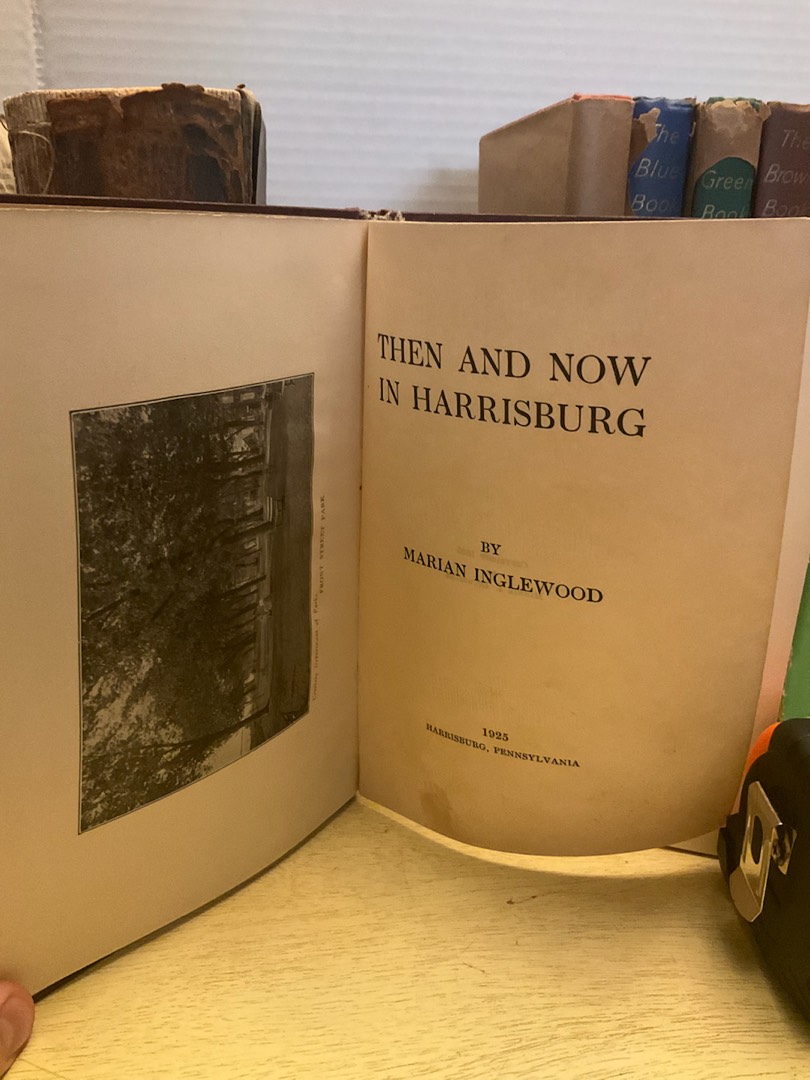 The
Blue
Book
Green
Book
The
Brow
Book
FRONT STREET PARK
THEN AND NOW
IN HARRISBURG
BY
MARIAN INGLEWOOD
1925
HARRISBURG, PENNSYLVANIA